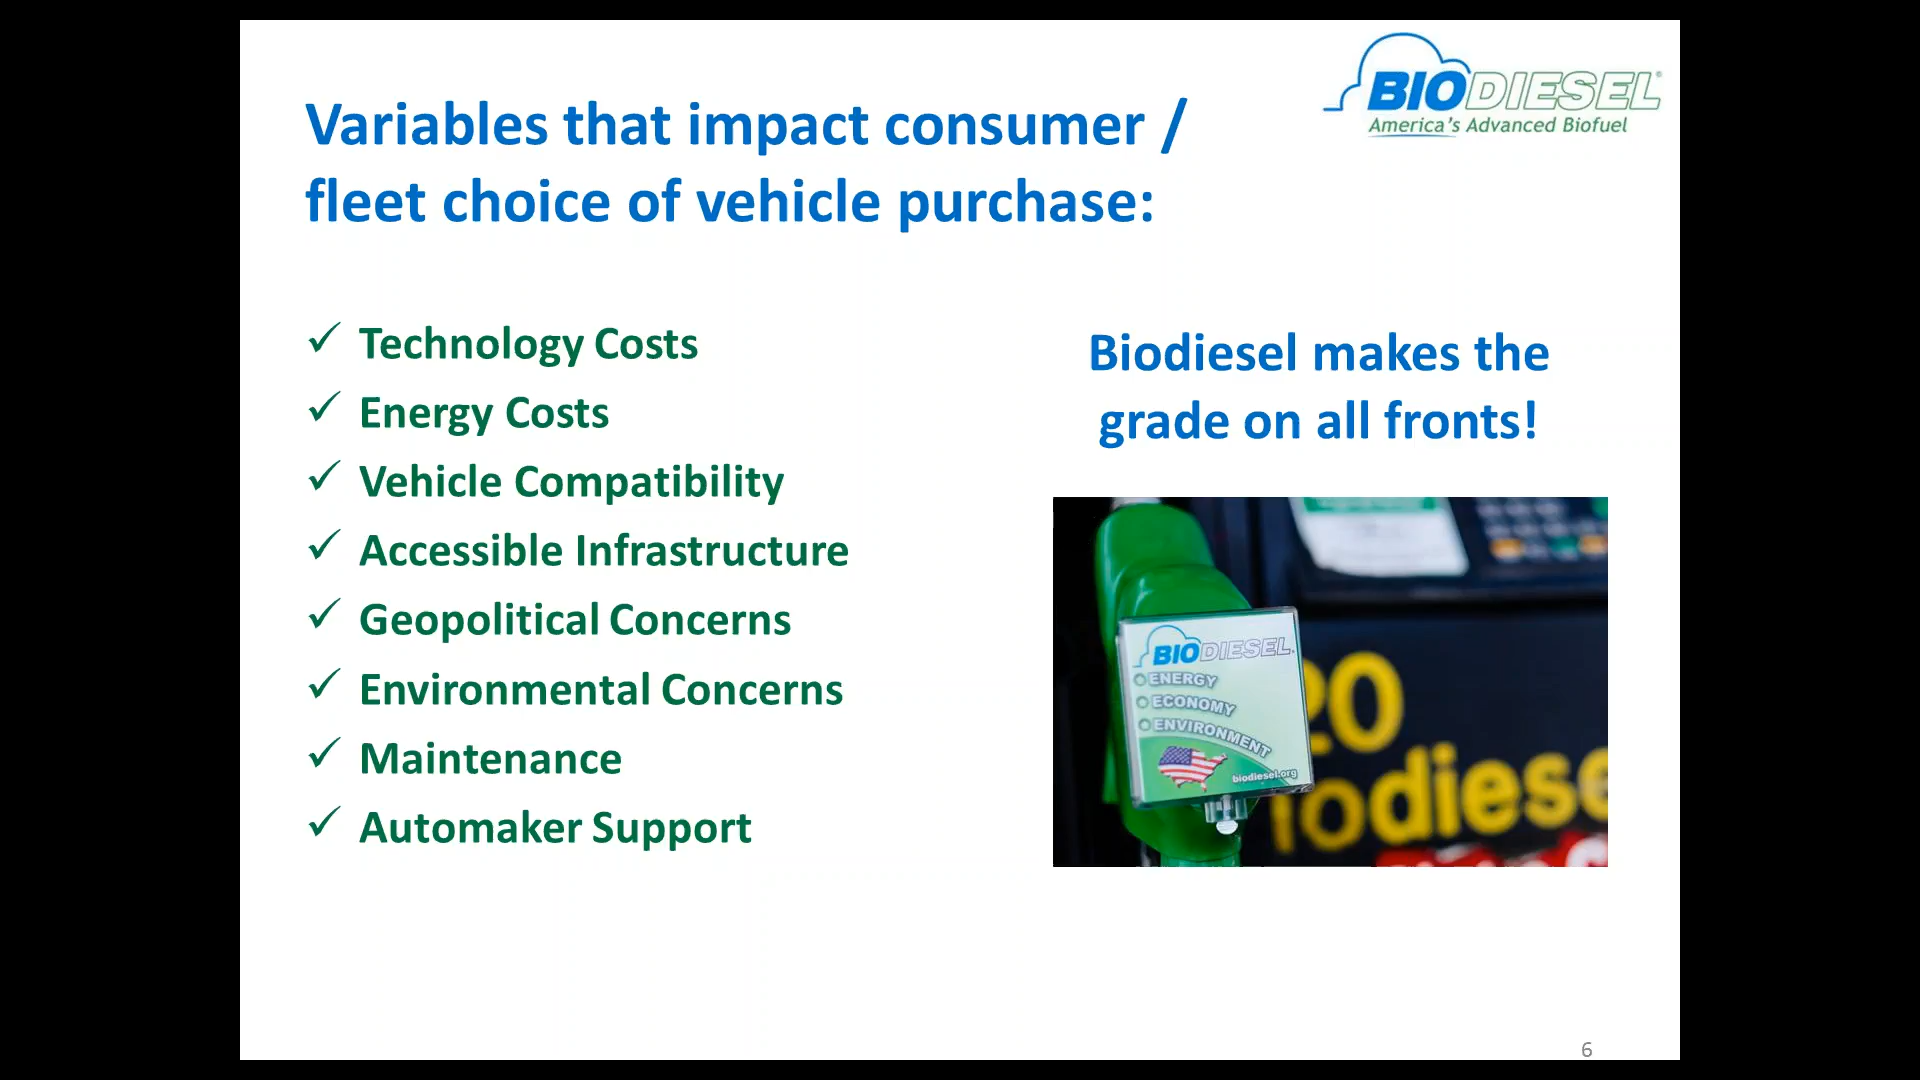 BIODIESEL®
America's Advanced Biofuel
Variables that impact consumer /
fleet choice of vehicle purchase:
✓ Technology Costs
✓ Energy Costs
✓ Vehicle Compatibility
✓ Accessible Infrastructure
✓ Geopolitical Concerns
✓ Environmental Concerns
✓ Maintenance
✓ Automaker Support
Biodiesel makes the
grade on all fronts!
BIODIESEL
ENERGY
ECONOMY
ENVIRONMENT
biodiesel.org
20
iodiese
6